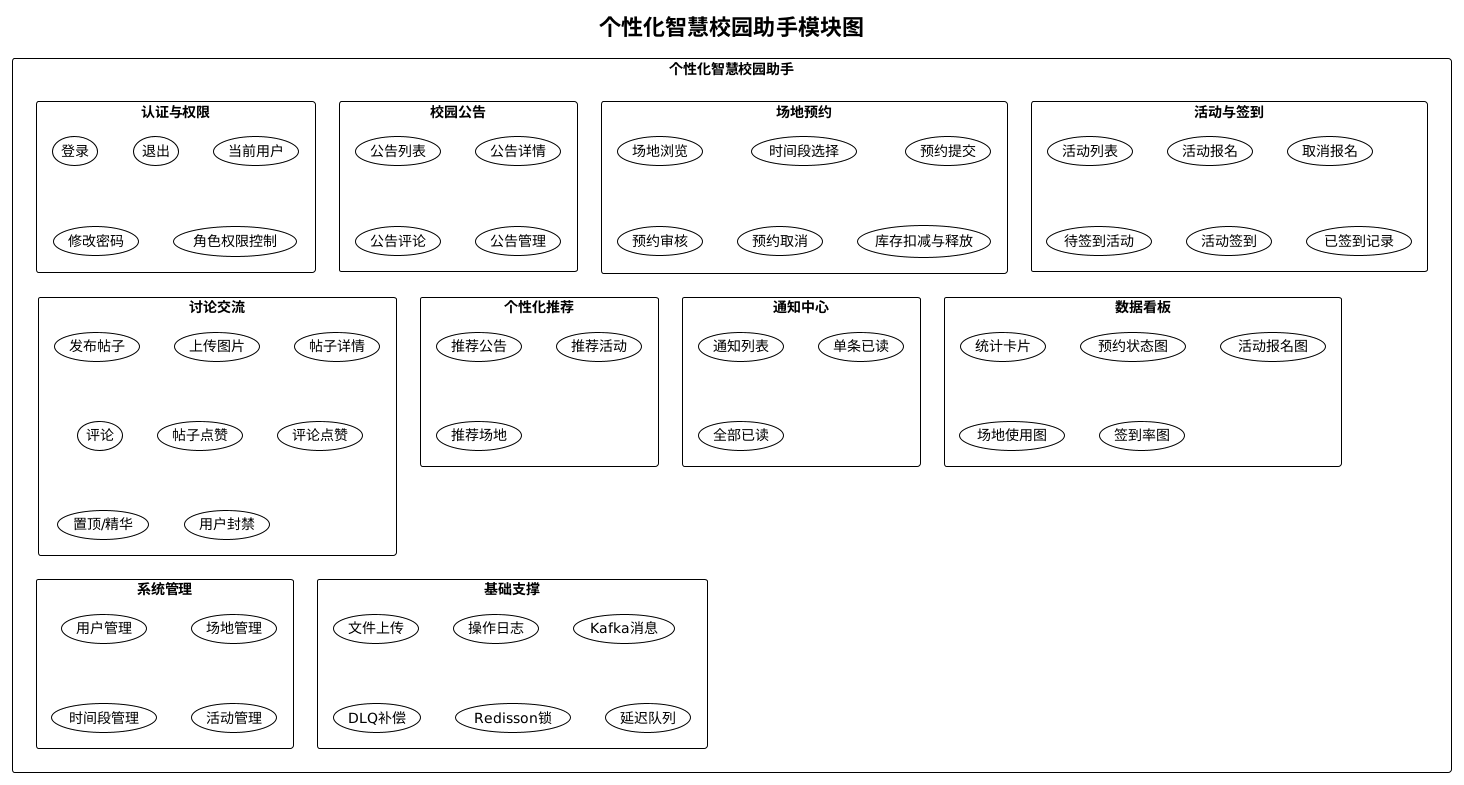 个性化智慧校园助手模块图
个性化智慧校园助手
认证与权限
登录
退出
当前用户
修改密码
角色权限控制
校园公告
公告列表
公告详情
公告评论
公告管理
场地预约
场地浏览
时间段选择
预约提交
预约审核
预约取消
库存扣减与释放
活动与签到
活动列表
活动报名
取消报名
待签到活动
活动签到
已签到记录
讨论交流
发布帖子
上传图片
帖子详情
评论
帖子点赞
评论点赞
置顶/精华
用户封禁
个性化推荐
推荐公告
推荐活动
推荐场地
通知中心
通知列表
单条已读
全部已读
数据看板
统计卡片
预约状态图
活动报名图
场地使用图
签到率图
系统管理
用户管理
场地管理
时间段管理
活动管理
基础支撑
文件上传
操作日志
Kafka消息
DLQ补偿
Redisson锁
延迟队列